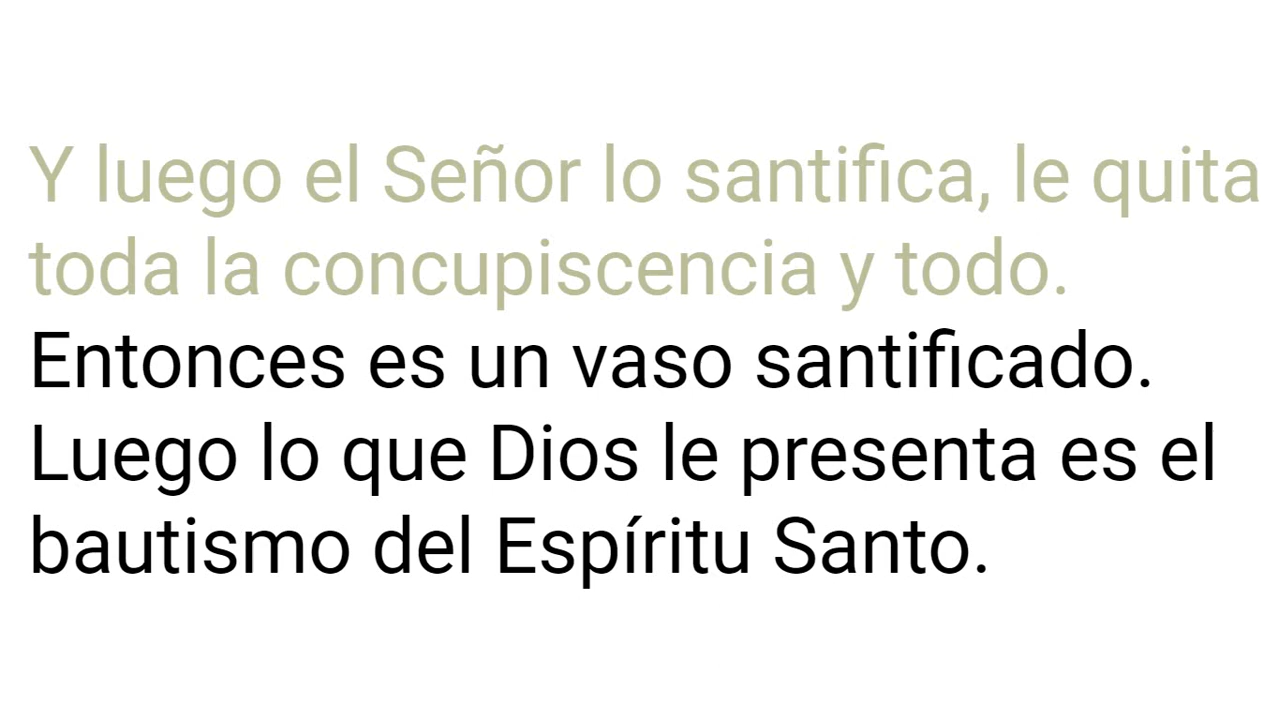 Y luego el Señor lo santifica, le quita
toda la concupiscencia y todo.
Entonces es un vaso santificado.
Luego lo que Dios le presenta es el
bautismo del Espíritu Santo.